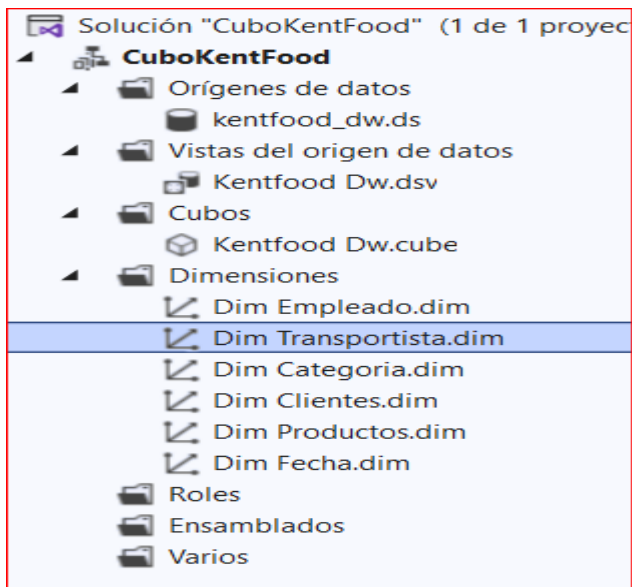 Solución "CuboKentFood" (1 de 1 proyec
CuboKentFood
Orígenes de datos
kentfood_dw.ds
Vistas del origen de datos
Kentfood Dw.dsv
Cubos
Kentfood Dw.cube
Dimensiones
Dim Empleado.dim
Dim Transportista.dim
Dim Categoria.dim
Dim Clientes.dim
Dim Productos.dim
Dim Fecha.dim
Roles
Ensamblados
Varios